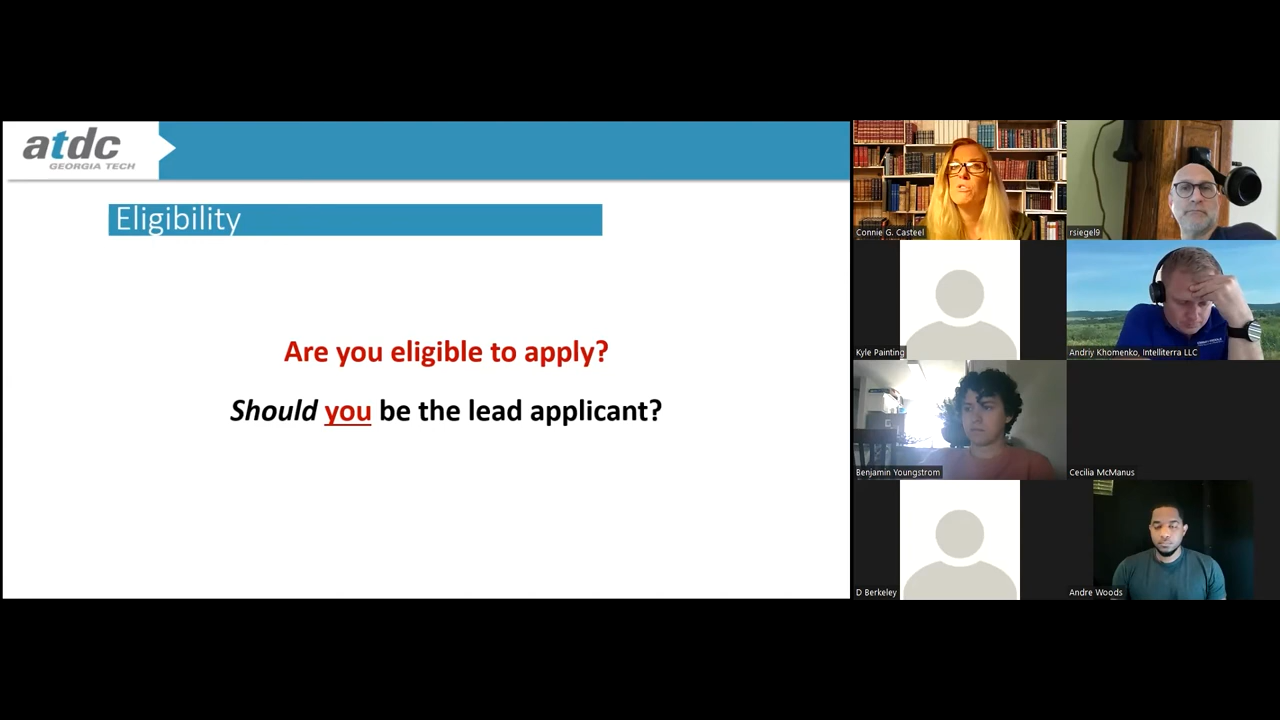 atdc
GEORGIA TECH
Eligibility
Are you eligible to apply?
Should you be the lead applicant?
Connie G. Casteel
rsiegel9
Kyle Painting
Andriy Khomenko, Intelliterra LLC
Benjamin Youngstrom
Cecilia McManus
D Berkeley
Andre Woods